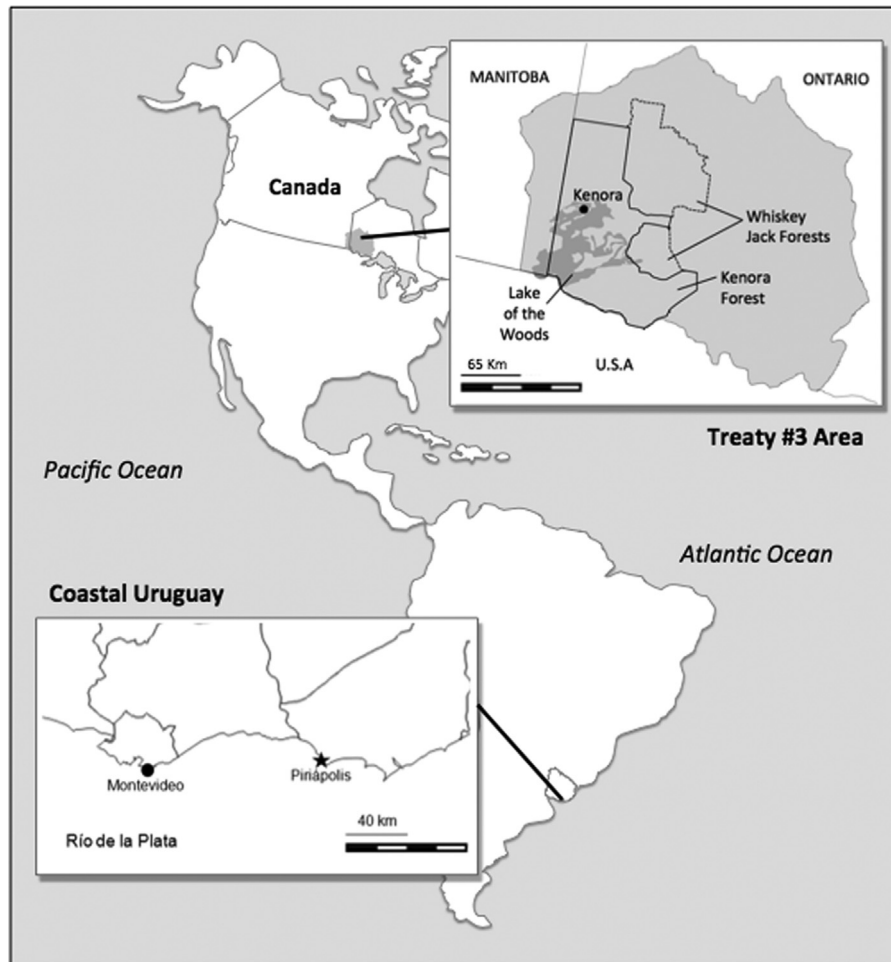 MANITOBA
ONTARIO
Canada
Kenora
Whiskey
Jack Forests
Kenora
Forest
Lake
of the
Woods
65 Km
U.S.A
Treaty #3 Area
Pacific Ocean
Atlantic Ocean
Coastal Uruguay
Montevideo
Piriápolis
40 km
Río de la Plata